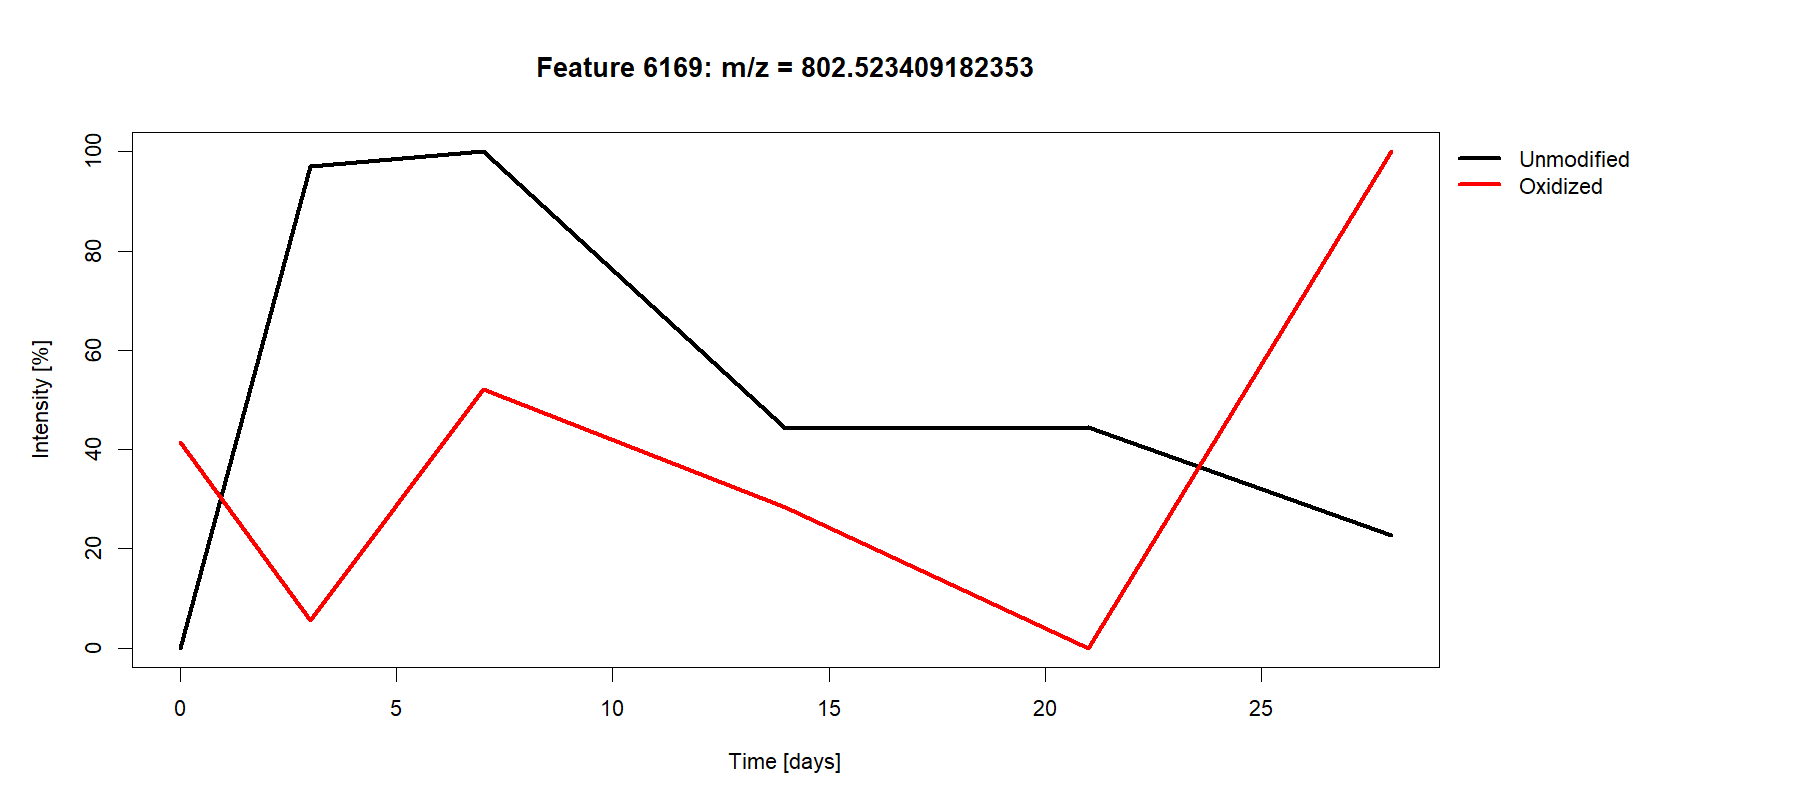 Feature 6169: m/z = 802.523409182353
Unmodified
Oxidized
Intensity [%]
100
80
60
40
20
0
0 5 10 15 20 25
Time [days]